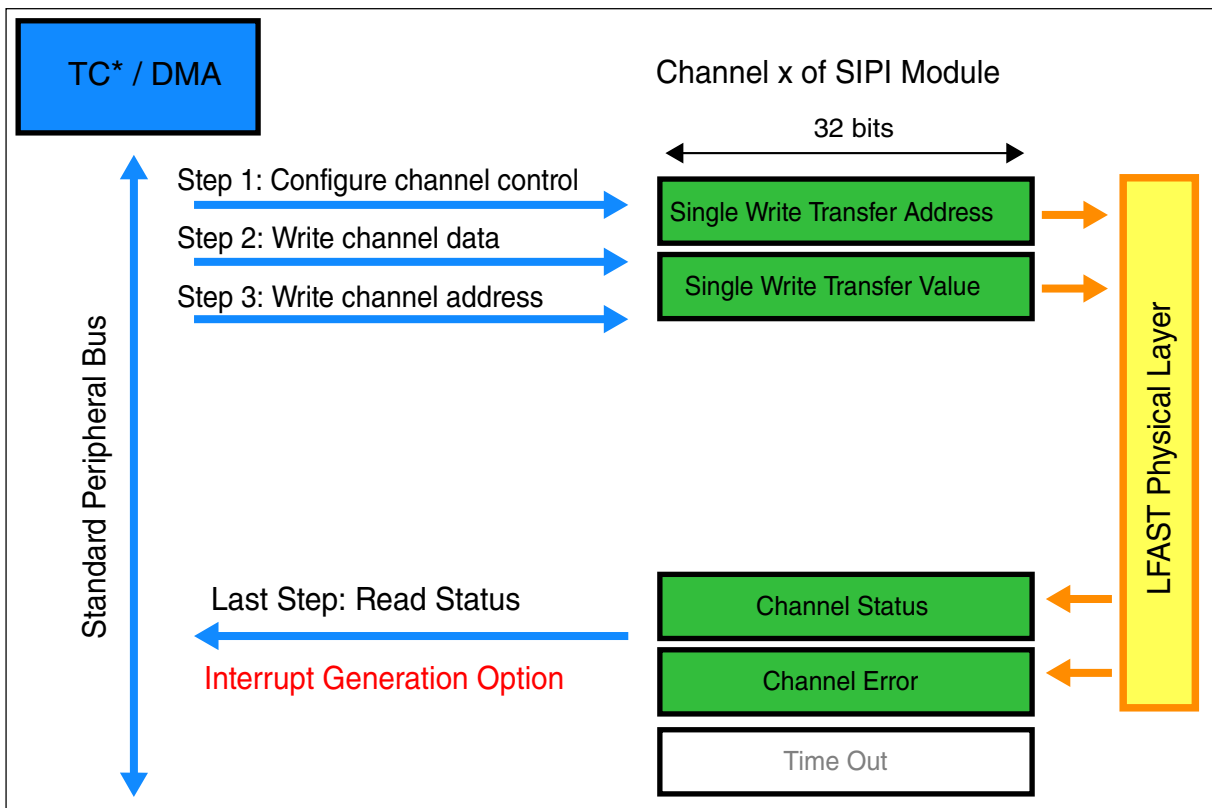 TC* / DMA
Channel x of SIPI Module
32 bits
Step 1: Configure channel control
Single Write Transfer Address
Step 2: Write channel data
Single Write Transfer Value
Step 3: Write channel address
Standard Peripheral Bus
LFAST Physical Layer
Last Step: Read Status
Channel Status
Interrupt Generation Option
Channel Error
Time Out